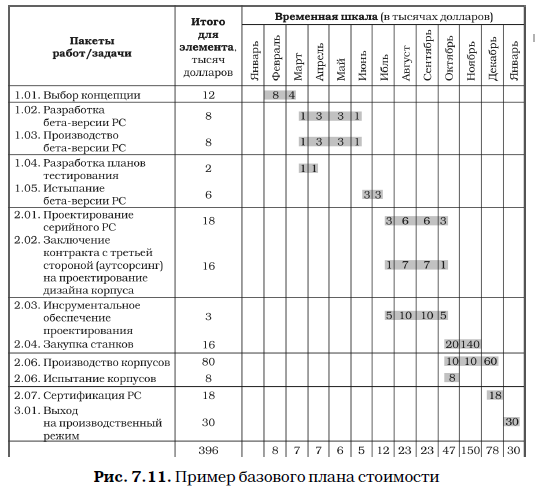 Пакеты
работ/задачи
Итого
для
элемента,
тысяч
долларов
Временная шкала (в тысячах долларов)
Январь
Февраль
Март
Апрель
Май
Июнь
Ибль
Август
Сентябрь
Октябрь
Ноябрь
Декабрь
Январь
1.01. Выбор концепции 12 8 4
1.02. Разработка
бета-версии РС 8 1 3 3 1
1.03. Производство
бета-версии РС 8 1 3 3 1
1.04. Разработка планов
тестирования 2 1 1
1.05. Истыпание
бета-версии РС 6 3 3
2.01. Проектирование
серийного РС 18 3 6 6 3
2.02. Заключение
контракта с третьей
стороной (аутсорсинг)
на проектирование
дизайна корпуса 16 1 7 7 1
2.03. Инсрументальное
обеспечение
проектирования 3 5 10 10 5
2.04. Закупка станков 16 20 140
2.06. Производство корпусов 80 10 10 60
2.06. Испытание корпусов 8 8
2.07. Сертификация РС 18 18
3.01. Выход
на производственный
режим 30 30
396 8 7 7 6 5 12 23 23 47 150 78 30
Рис. 7.11. Пример базового плана стоимости